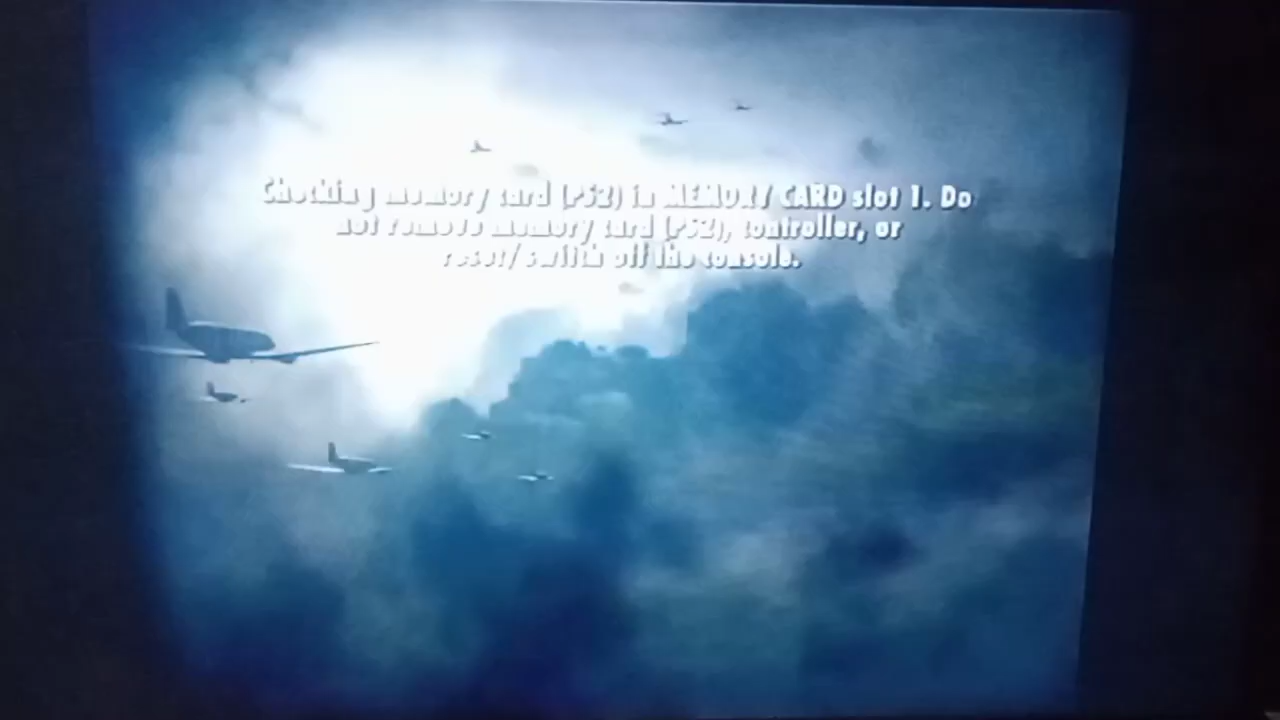 Checking memory card (PS2) in MEMORY CARD slot 1. Do
not remove memory card (PS2), controller, or
reset/switch off the console.